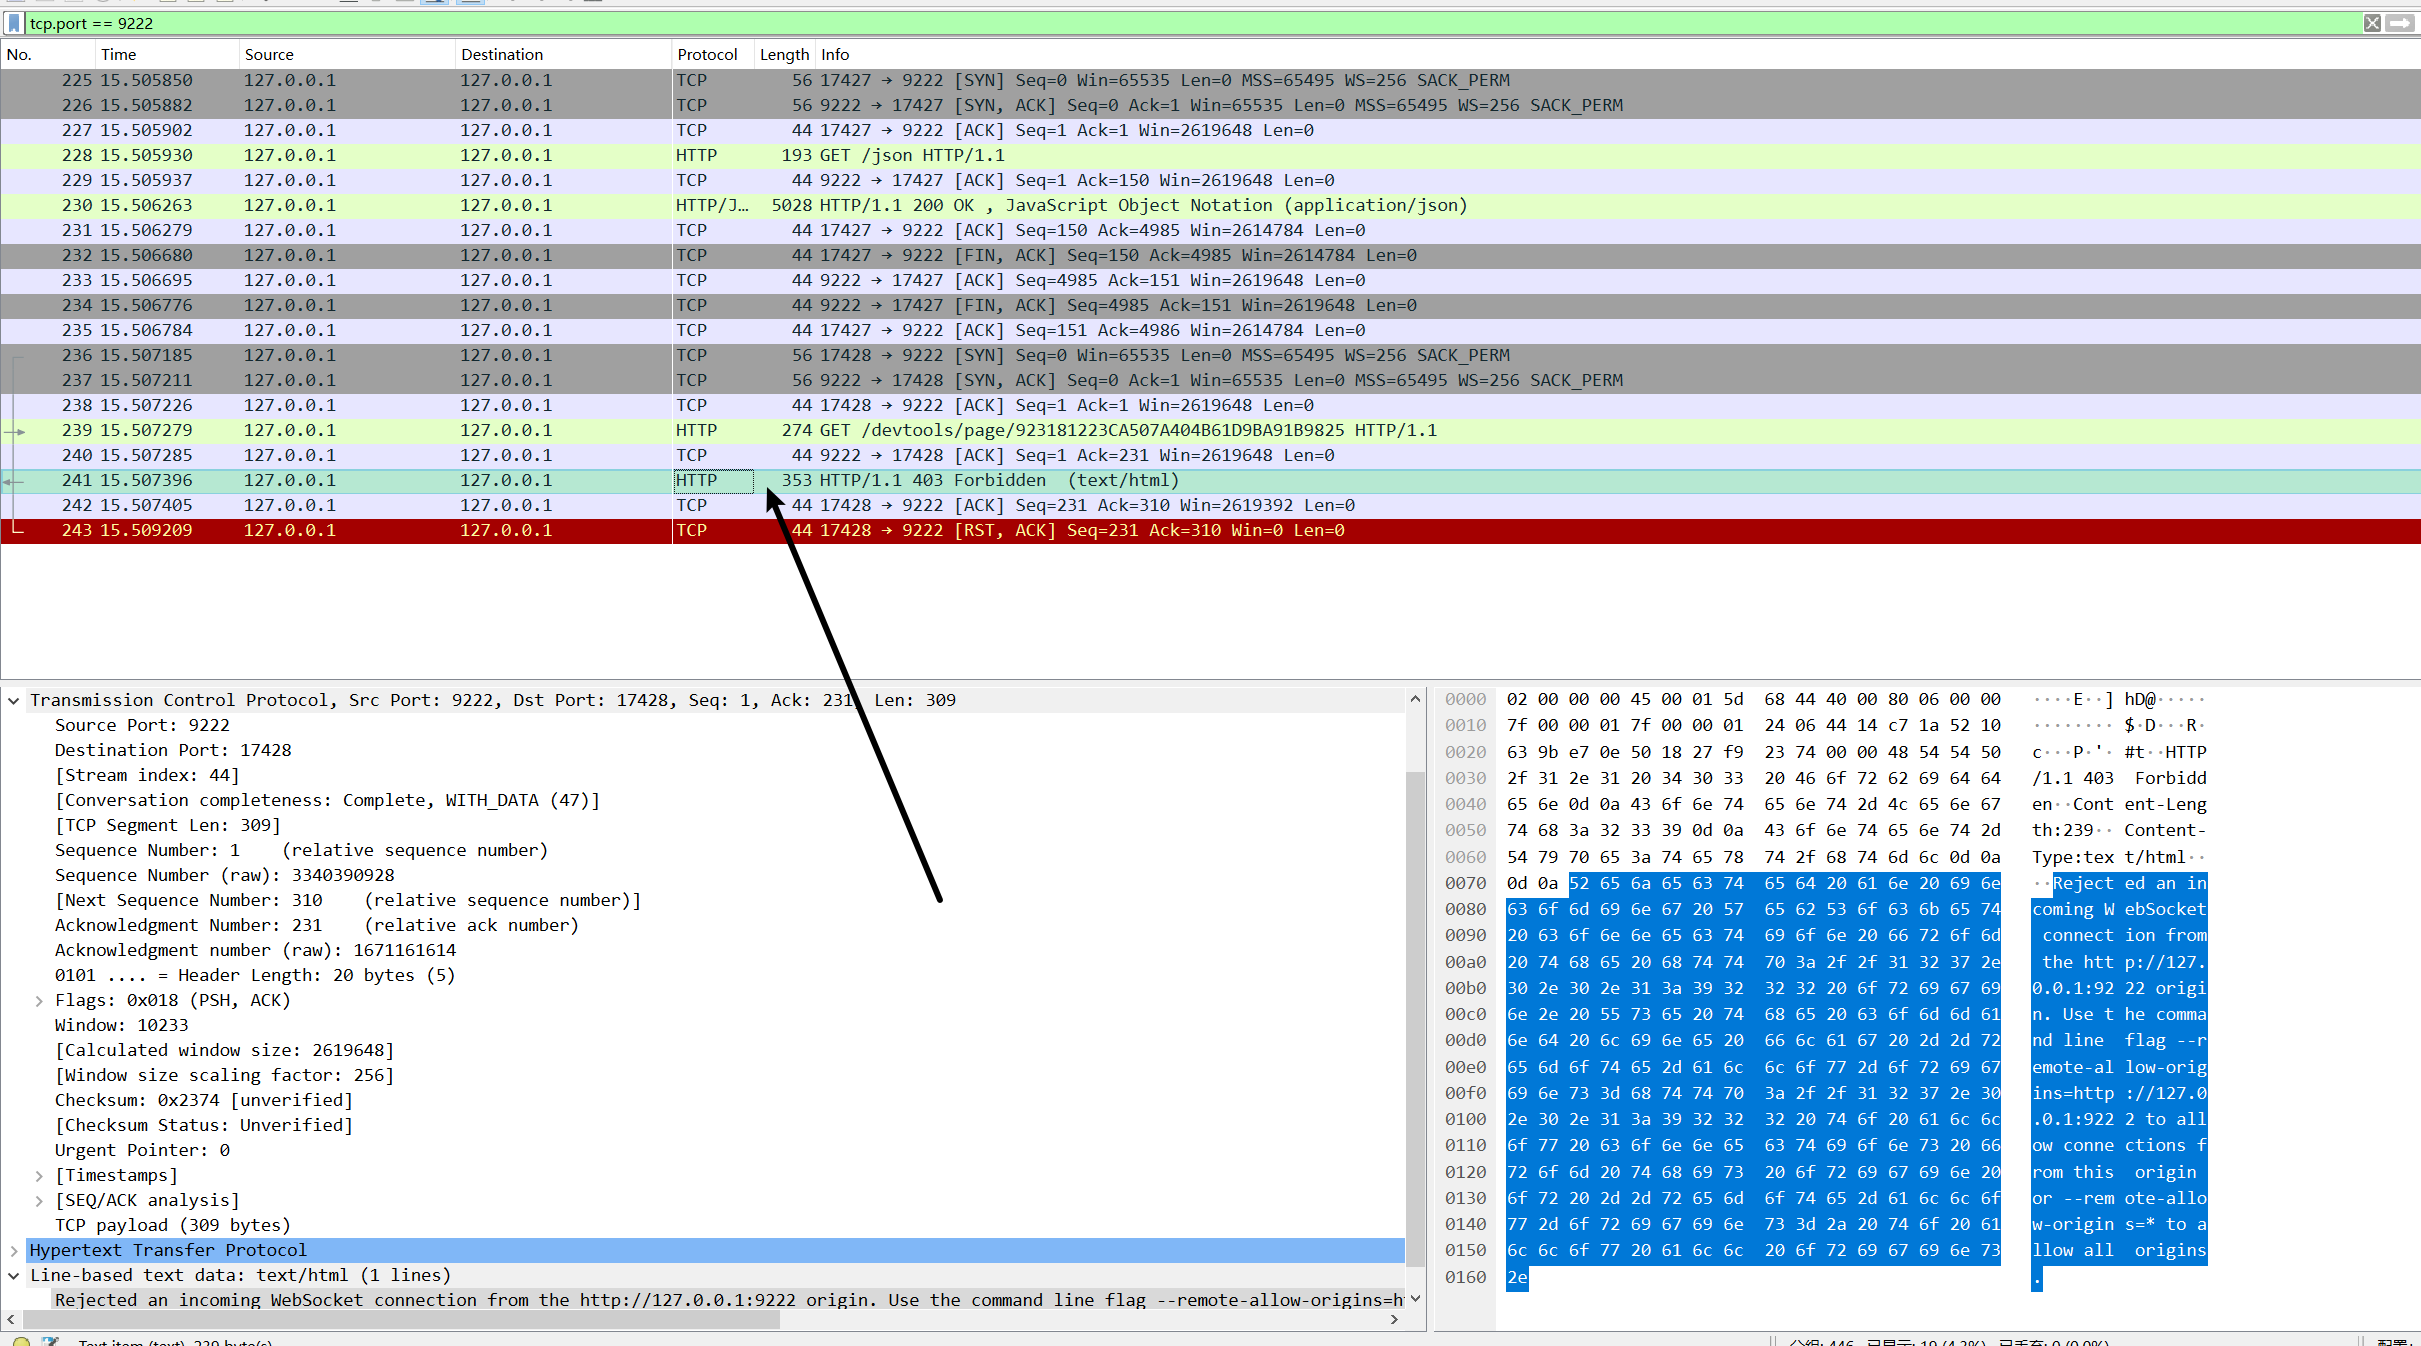 tcp.port == 9222
No. Time Source Destination Protocol Length Info
225 15.505850 127.0.0.1 127.0.0.1 TCP 56 17427 → 9222 [SYN] Seq=0 Win=65535 Len=0 MSS=65495 WS=256 SACK_PERM
226 15.505882 127.0.0.1 127.0.0.1 TCP 56 9222 → 17427 [SYN, ACK] Seq=0 Ack=1 Win=65535 Len=0 MSS=65495 WS=256 SACK_PERM
227 15.505902 127.0.0.1 127.0.0.1 TCP 44 17427 → 9222 [ACK] Seq=1 Ack=1 Win=2619648 Len=0
228 15.505930 127.0.0.1 127.0.0.1 HTTP 193 GET /json HTTP/1.1
229 15.505937 127.0.0.1 127.0.0.1 TCP 44 9222 → 17427 [ACK] Seq=1 Ack=150 Win=2619648 Len=0
230 15.506263 127.0.0.1 127.0.0.1 HTTP/J… 5028 HTTP/1.1 200 OK , JavaScript Object Notation (application/json)
231 15.506279 127.0.0.1 127.0.0.1 TCP 44 17427 → 9222 [ACK] Seq=150 Ack=4985 Win=2614784 Len=0
232 15.506680 127.0.0.1 127.0.0.1 TCP 44 17427 → 9222 [FIN, ACK] Seq=150 Ack=4985 Win=2614784 Len=0
233 15.506695 127.0.0.1 127.0.0.1 TCP 44 9222 → 17427 [ACK] Seq=4985 Ack=151 Win=2619648 Len=0
234 15.506776 127.0.0.1 127.0.0.1 TCP 44 9222 → 17427 [FIN, ACK] Seq=4985 Ack=151 Win=2619648 Len=0
235 15.506784 127.0.0.1 127.0.0.1 TCP 44 17427 → 9222 [ACK] Seq=151 Ack=4986 Win=2614784 Len=0
236 15.507185 127.0.0.1 127.0.0.1 TCP 56 17428 → 9222 [SYN] Seq=0 Win=65535 Len=0 MSS=65495 WS=256 SACK_PERM
237 15.507211 127.0.0.1 127.0.0.1 TCP 56 9222 → 17428 [SYN, ACK] Seq=0 Ack=1 Win=65535 Len=0 MSS=65495 WS=256 SACK_PERM
238 15.507226 127.0.0.1 127.0.0.1 TCP 44 17428 → 9222 [ACK] Seq=1 Ack=1 Win=2619648 Len=0
239 15.507279 127.0.0.1 127.0.0.1 HTTP 274 GET /devtools/page/923181223CA507A404B61D9BA91B9825 HTTP/1.1
240 15.507285 127.0.0.1 127.0.0.1 TCP 44 9222 → 17428 [ACK] Seq=1 Ack=231 Win=2619648 Len=0
241 15.507396 127.0.0.1 127.0.0.1 HTTP 353 HTTP/1.1 403 Forbidden (text/html)
242 15.507405 127.0.0.1 127.0.0.1 TCP 44 17428 → 9222 [ACK] Seq=231 Ack=310 Win=2619392 Len=0
243 15.509209 127.0.0.1 127.0.0.1 TCP 44 17428 → 9222 [RST, ACK] Seq=231 Ack=310 Win=0 Len=0
Transmission Control Protocol, Src Port: 9222, Dst Port: 17428, Seq: 1, Ack: 231, Len: 309
Source Port: 9222
Destination Port: 17428
[Stream index: 44]
[Conversation completeness: Complete, WITH_DATA (47)]
[TCP Segment Len: 309]
Sequence Number: 1 (relative sequence number)
Sequence Number (raw): 3340390928
[Next Sequence Number: 310 (relative sequence number)]
Acknowledgment Number: 231 (relative ack number)
Acknowledgment number (raw): 1671161614
0101 .... = Header Length: 20 bytes (5)
Flags: 0x018 (PSH, ACK)
Window: 10233
[Calculated window size: 2619648]
[Window size scaling factor: 256]
Checksum: 0x2374 [unverified]
[Checksum Status: Unverified]
Urgent Pointer: 0
[Timestamps]
[SEQ/ACK analysis]
TCP payload (309 bytes)
Hypertext Transfer Protocol
Line-based text data: text/html (1 lines)
Rejected an incoming WebSocket connection from the http://127.0.0.1:9222 origin. Use the command line flag --remote-allow-origins=h
0000 02 00 00 00 45 00 01 5d 68 44 40 00 80 06 00 00 ····E··] hD@·····
0010 7f 00 00 01 7f 00 00 01 24 06 44 14 c7 1a 52 10 ········ $·D···R·
0020 63 9b e7 0e 50 18 27 f9 23 74 00 00 48 54 54 50 c···P·'· #t··HTTP
0030 2f 31 2e 31 20 34 30 33 20 46 6f 72 62 69 64 64 /1.1 403 Forbidd
0040 65 6e 0d 0a 43 6f 6e 74 65 6e 74 2d 4c 65 6e 67 en··Cont ent-Leng
0050 74 68 3a 32 33 39 0d 0a 43 6f 6e 74 65 6e 74 2d th:239·· Content-
0060 54 79 70 65 3a 74 65 78 74 2f 68 74 6d 6c 0d 0a Type:tex t/html··
0070 0d 0a 52 65 6a 65 63 74 65 64 20 61 6e 20 69 6e ··Reject ed an in
0080 63 6f 6d 69 6e 67 20 57 65 62 53 6f 63 6b 65 74 coming W ebSocket
0090 20 63 6f 6e 6e 65 63 74 69 6f 6e 20 66 72 6f 6d connect ion from
00a0 20 74 68 65 20 68 74 74 70 3a 2f 2f 31 32 37 2e the htt p://127.
00b0 30 2e 30 2e 31 3a 39 32 32 32 20 6f 72 69 67 69 0.0.1:92 22 origi
00c0 6e 2e 20 55 73 65 20 74 68 65 20 63 6f 6d 6d 61 n. Use t he comma
00d0 6e 64 20 6c 69 6e 65 20 66 6c 61 67 20 2d 2d 72 nd line flag --r
00e0 65 6d 6f 74 65 2d 61 6c 6c 6f 77 2d 6f 72 69 67 emote-al low-orig
00f0 69 6e 73 3d 68 74 74 70 3a 2f 2f 31 32 37 2e 30 ins=http ://127.0
0100 2e 30 2e 31 3a 39 32 32 32 20 74 6f 20 61 6c 6c .0.1:922 2 to all
0110 6f 77 20 63 6f 6e 6e 65 63 74 69 6f 6e 73 20 66 ow conne ctions f
0120 72 6f 6d 20 74 68 69 73 20 6f 72 69 67 69 6e 20 rom this origin
0130 6f 72 20 2d 2d 72 65 6d 6f 74 65 2d 61 6c 6c 6f or --rem ote-allo
0140 77 2d 6f 72 69 67 69 6e 73 3d 2a 20 74 6f 20 61 w-origin s=* to a
0150 6c 6c 6f 77 20 61 6c 6c 20 6f 72 69 67 69 6e 73 llow all origins
0160 2e .
Text item (text), 239 byte(s)
分组: 446 · 已显示: 19 (4.3%) · 已丢弃: 0 (0.0%)
配置: